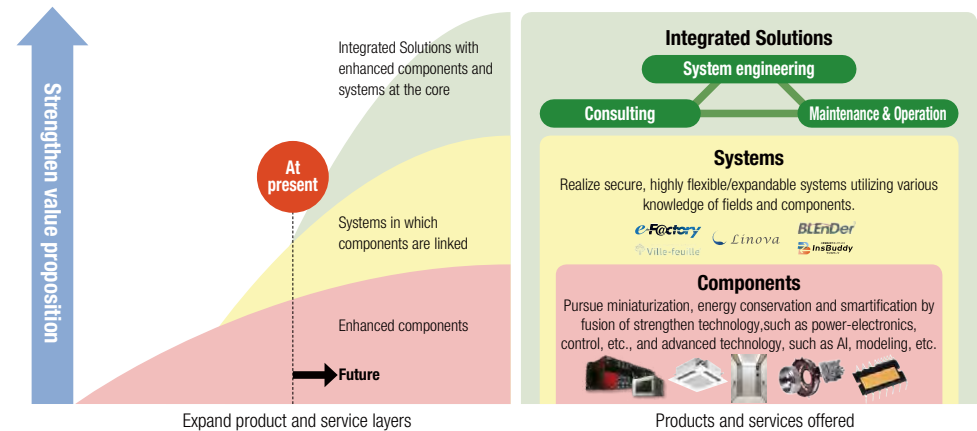 Strengthen value proposition
Integrated Solutions with
enhanced components and
systems at the core
At
present
Systems in which
components are linked
Enhanced components
Future
Expand product and service layers
Integrated Solutions
System engineering
Consulting
Maintenance & Operation
Systems
Realize secure, highly flexible/expandable systems utilizing various
knowledge of fields and components.
e-F@ctory
Linova
BLEnDer
Ville-feuille
InsBuddy
Components
Pursue miniaturization, energy conservation and smartification by
fusion of strengthen technology,such as power-electronics,
control, etc., and advanced technology, such as AI, modeling, etc.
Products and services offered